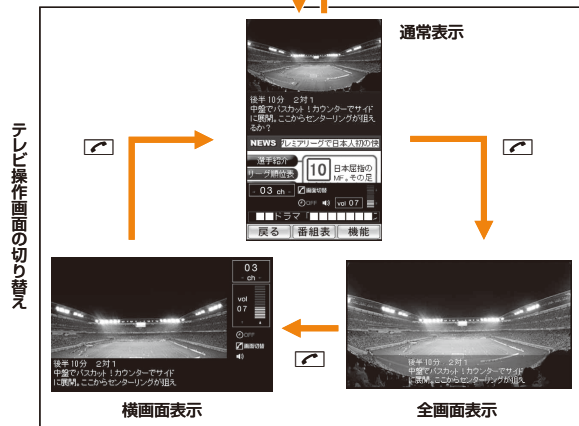 テレビ操作画面の切り替え
通常表示
後半10分 2対1
中盤でパスカット!カウンターでサイド
に展開。ここからセンターリングが狙え
るか?
NEWS プレミアリーグで日本人初の快
選手紹介
リーグ順位表
10
日本屈指の
MF。その足
- 03 ch - 画面切替
OFF vol 07
ドラマ「
戻る 番組表 機能
03
- ch -
vol
07
OFF
画面切替
後半10分 2対1
中盤でパスカット!カウンターでサイド
に展開。ここからセンターリングが狙え
横画面表示
後半10分 2対1
中盤でパスカット!カウンターでサイド
に展開。ここからセンターリングが狙え
全画面表示